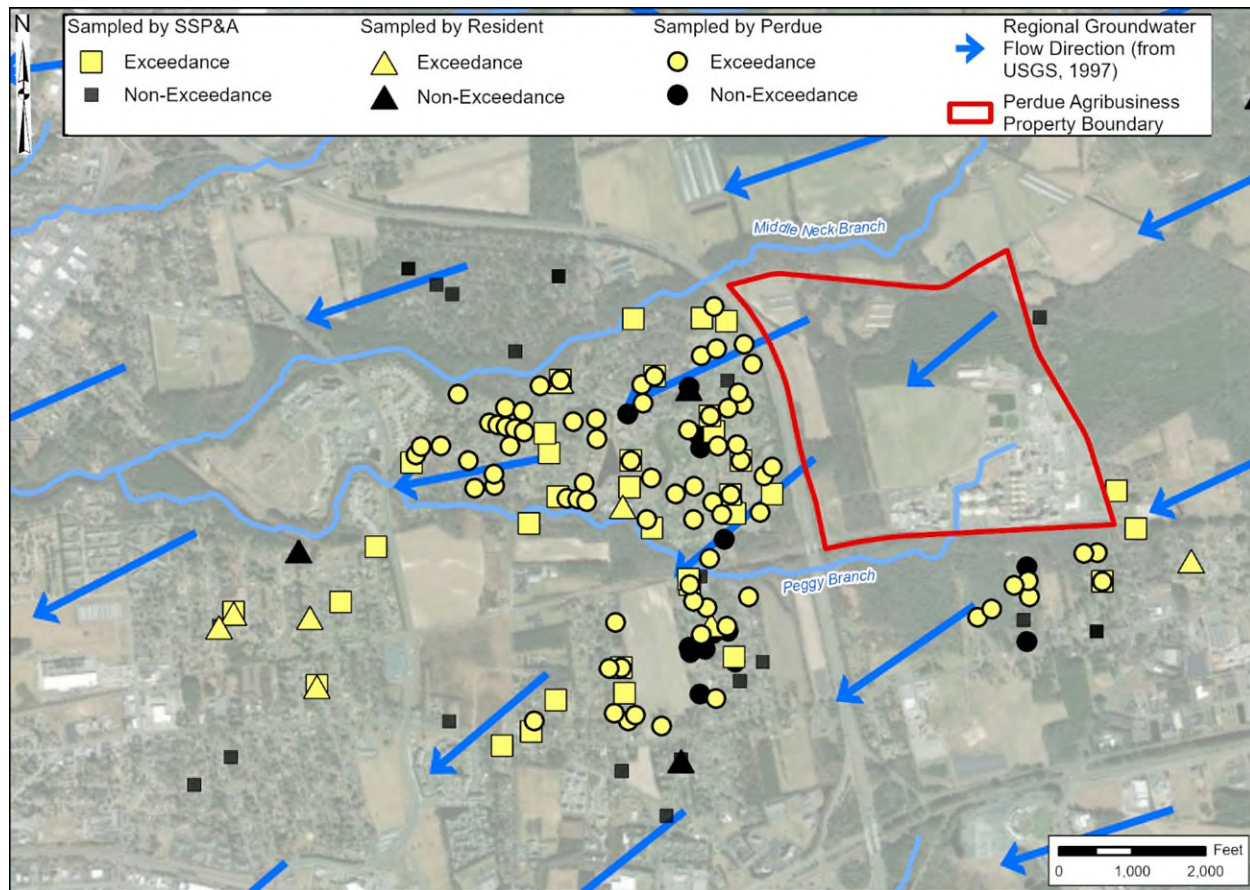 N
Sampled by SSP&A
Exceedance
Non-Exceedance
Sampled by Resident
Exceedance
Non-Exceedance
Sampled by Perdue
Exceedance
Non-Exceedance
Regional Groundwater
Flow Direction (from
USGS, 1997)
Perdue Agribusiness
Property Boundary
Middle Neck Branch
Peggy Branch
Feet
0 1,000 2,000